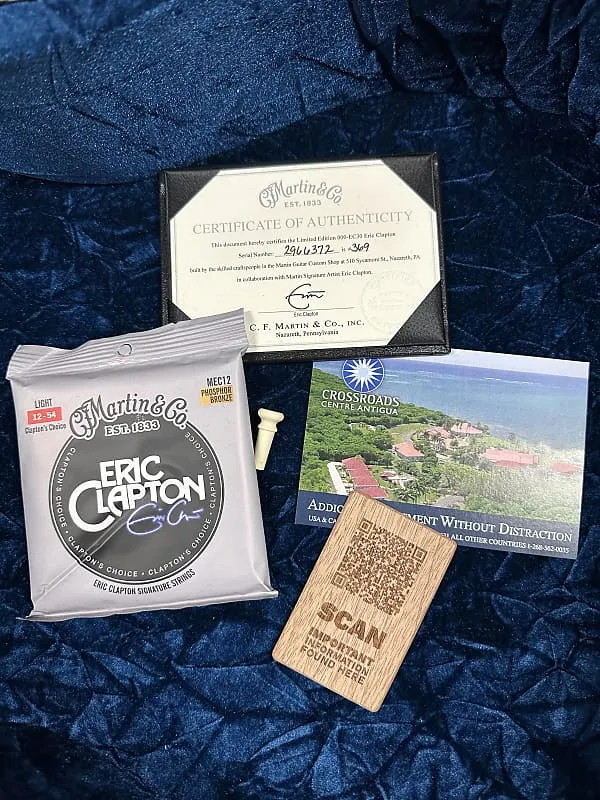 C.F. Martin & Co.
EST. 1833
CERTIFICATE OF AUTHENTICITY
This document hereby certifies the Limited Edition 000-EC30 Eric Clapton
Serial Number: 2966372 is #369
built by the skilled craftspeople in the Martin Guitar Custom Shop at 510 Sycamore St., Nazareth, PA
in collaboration with Martin Signature Artist Eric Clapton.
Eric Clapton
C. F. MARTIN & CO., INC.
Nazareth, Pennsylvania
LIGHT
12-54
Clapton's Choice
MEC12
PHOSPHOR
BRONZE
C.F. Martin & Co.
EST. 1833
CLAPTON'S CHOICE • CLAPTON'S CHOICE • CLAPTON'S CHOICE
ERIC
CLAPTON
ERIC CLAPTON SIGNATURE STRINGS
CROSSROADS
CENTRE ANTIGUA
ADDIC MENT WITHOUT DISTRACTION
USA & CA ALL OTHER COUNTRIES 1-268-562-0035
SCAN
IMPORTANT
INFORMATION
FOUND HERE